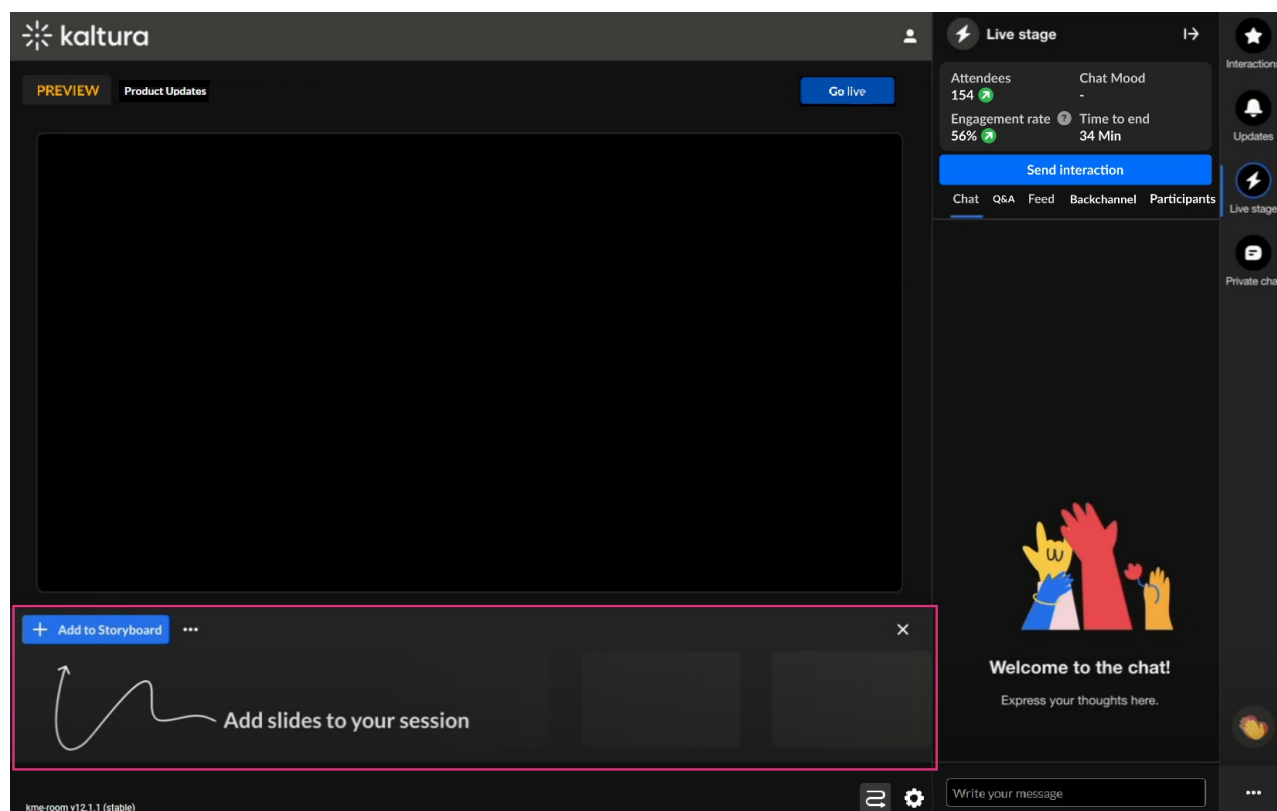 kaltura
PREVIEW Product Updates Go live
Add to Storyboard
Add slides to your session
kme-room v12.1.1 (stable)
Live stage
Attendees Chat Mood
154 -
Engagement rate ? Time to end
56% 34 Min
Send interaction
Chat Q&A Feed Backchannel Participants
Welcome to the chat!
Express your thoughts here.
Write your message
Interaction
Updates
Live stage
Private cha